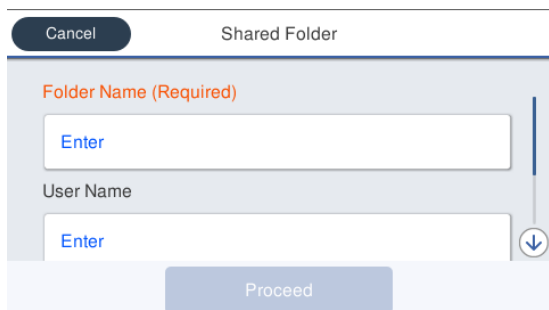 Cancel
Shared Folder
Folder Name (Required)
Enter
User Name
Enter
Proceed